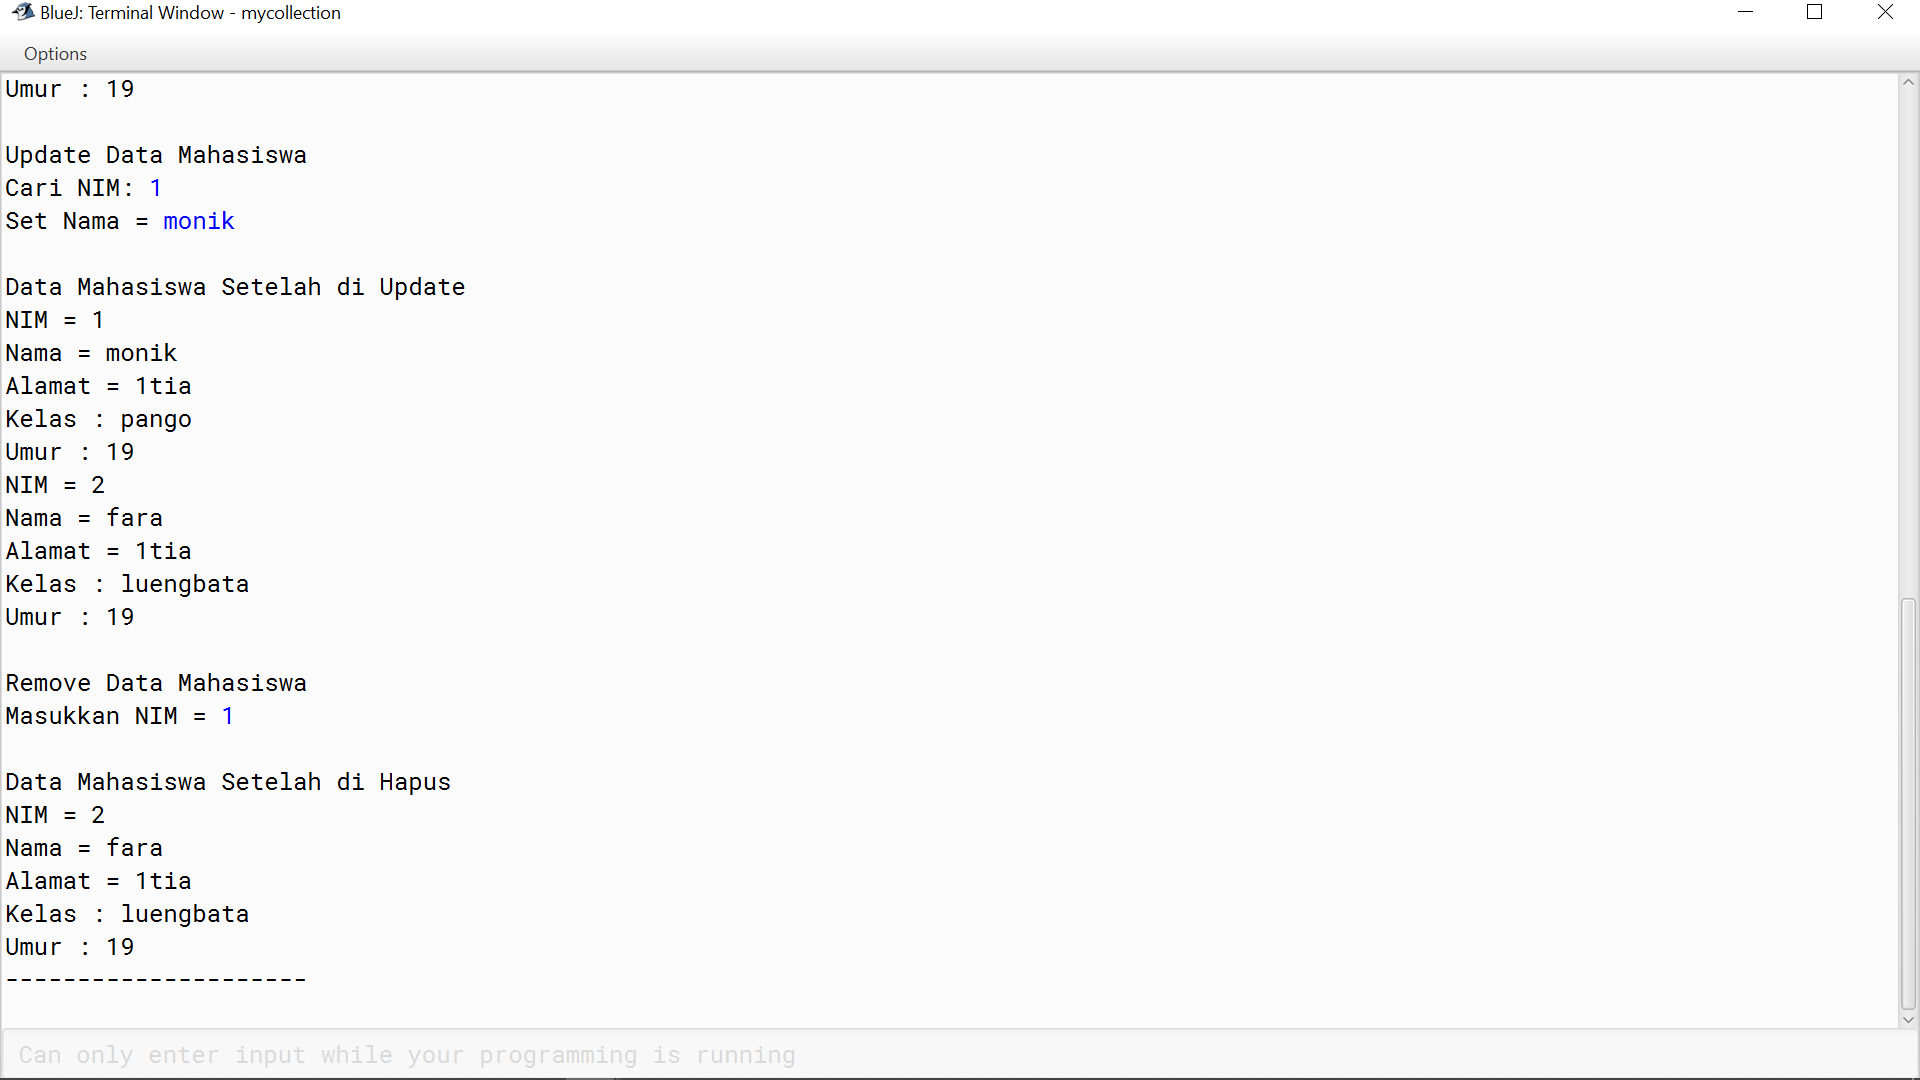 BlueJ: Terminal Window - mycollection
Options
Umur : 19
Update Data Mahasiswa
Cari NIM: 1
Set Nama = monik
Data Mahasiswa Setelah di Update
NIM = 1
Nama = monik
Alamat = 1tia
Kelas : pango
Umur : 19
NIM = 2
Nama = fara
Alamat = 1tia
Kelas : luengbata
Umur : 19
Remove Data Mahasiswa
Masukkan NIM = 1
Data Mahasiswa Setelah di Hapus
NIM = 2
Nama = fara
Alamat = 1tia
Kelas : luengbata
Umur : 19
---------------------
Can only enter input while your programming is running